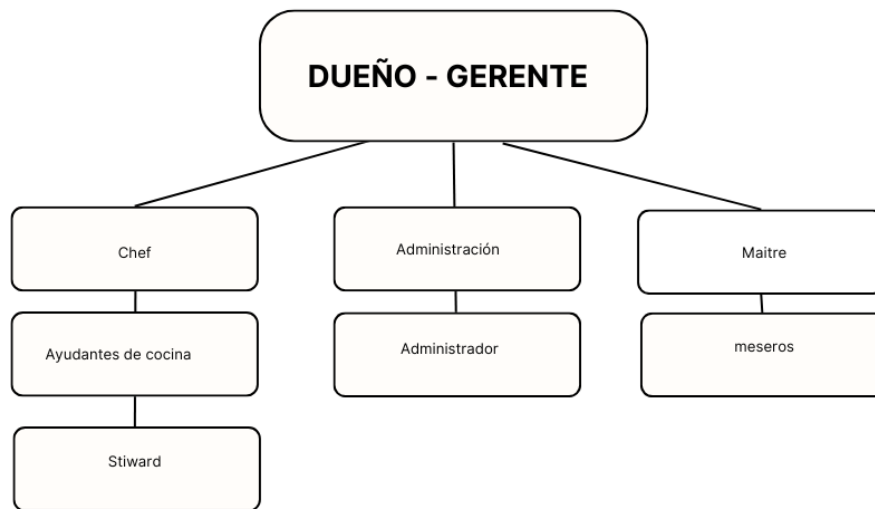 DUEÑO - GERENTE
Chef
Administración
Maitre
Ayudantes de cocina
Administrador
meseros
Stiward